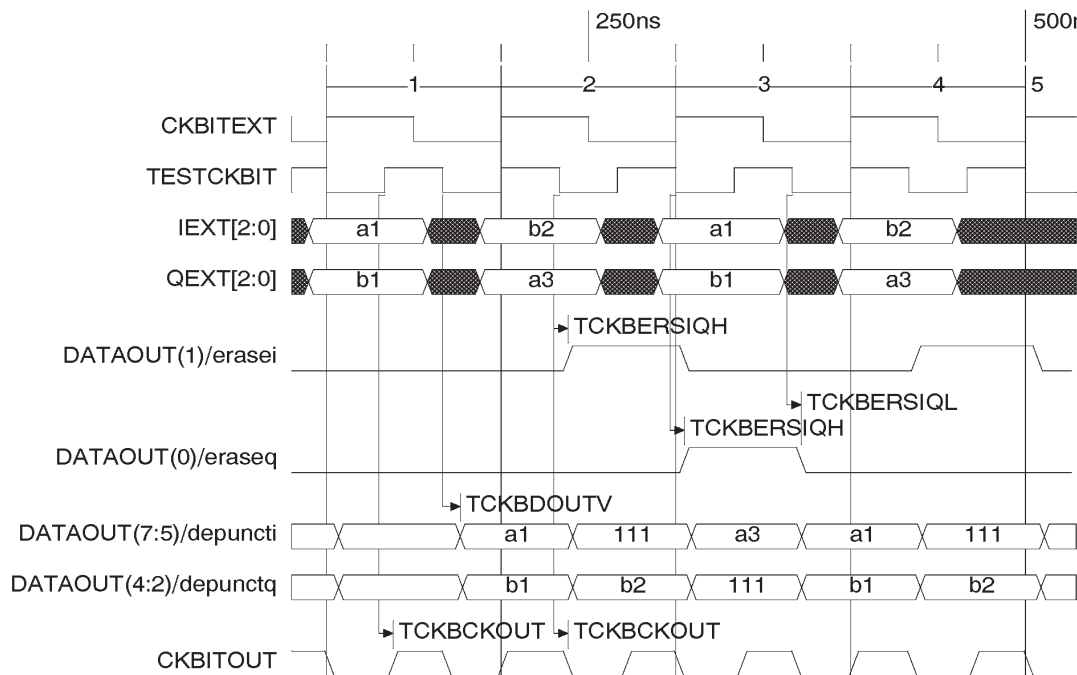 250ns
500n
1 2 3 4 5
CKBITEXT
TESTCKBIT
IEXT[2:0] a1 b2 a1 b2
QEXT[2:0] b1 a3 b1 a3
TCKBERSIQH
DATAOUT(1)/erasei
TCKBERSIQL
TCKBERSIQH
DATAOUT(0)/eraseq
TCKBDOUTV
DATAOUT(7:5)/depuncti a1 111 a3 a1 111
DATAOUT(4:2)/depunctq b1 b2 111 b1 b2
TCKBCKOUT TCKBCKOUT
CKBITOUT